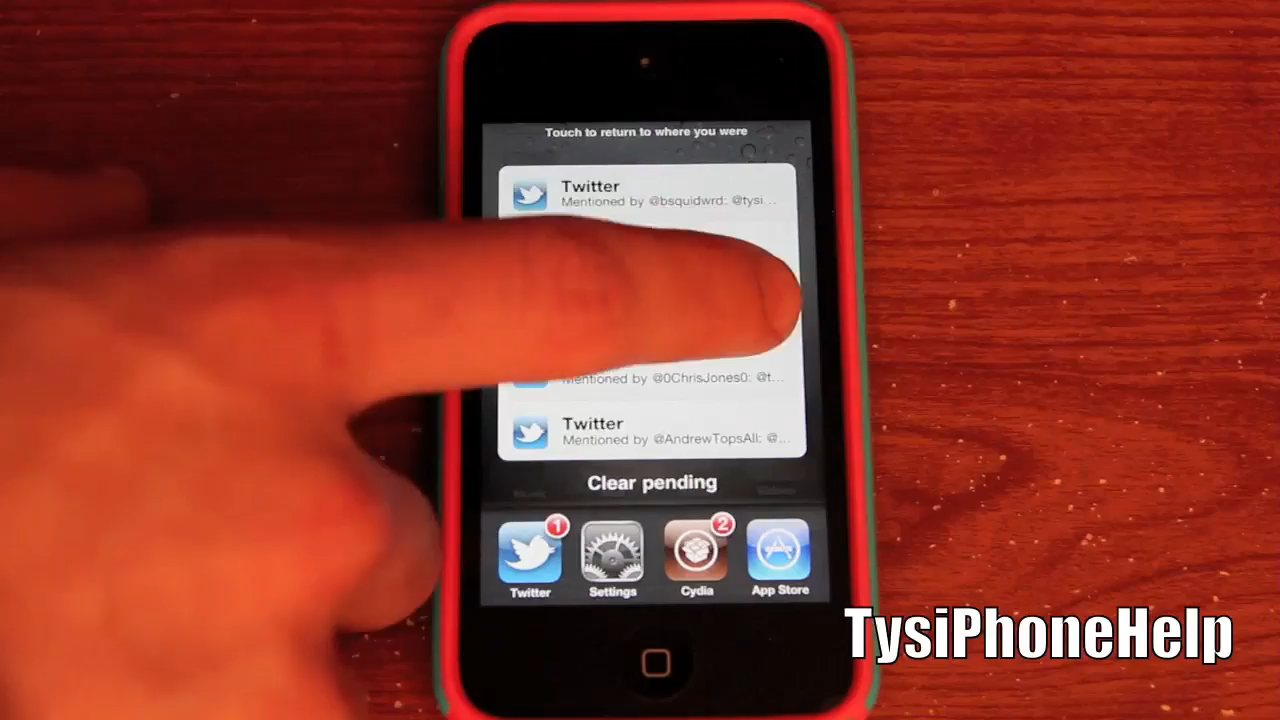 Touch to return to where you were
Twitter
Mentioned by @bsquidwrd: @tysi...
Mentioned by @0ChrisJones0: @t...
Twitter
Mentioned by @AndrewTopsAll: @...
Clear pending
1
2
Twitter
Settings
Cydia
App Store
TysiPhoneHelp